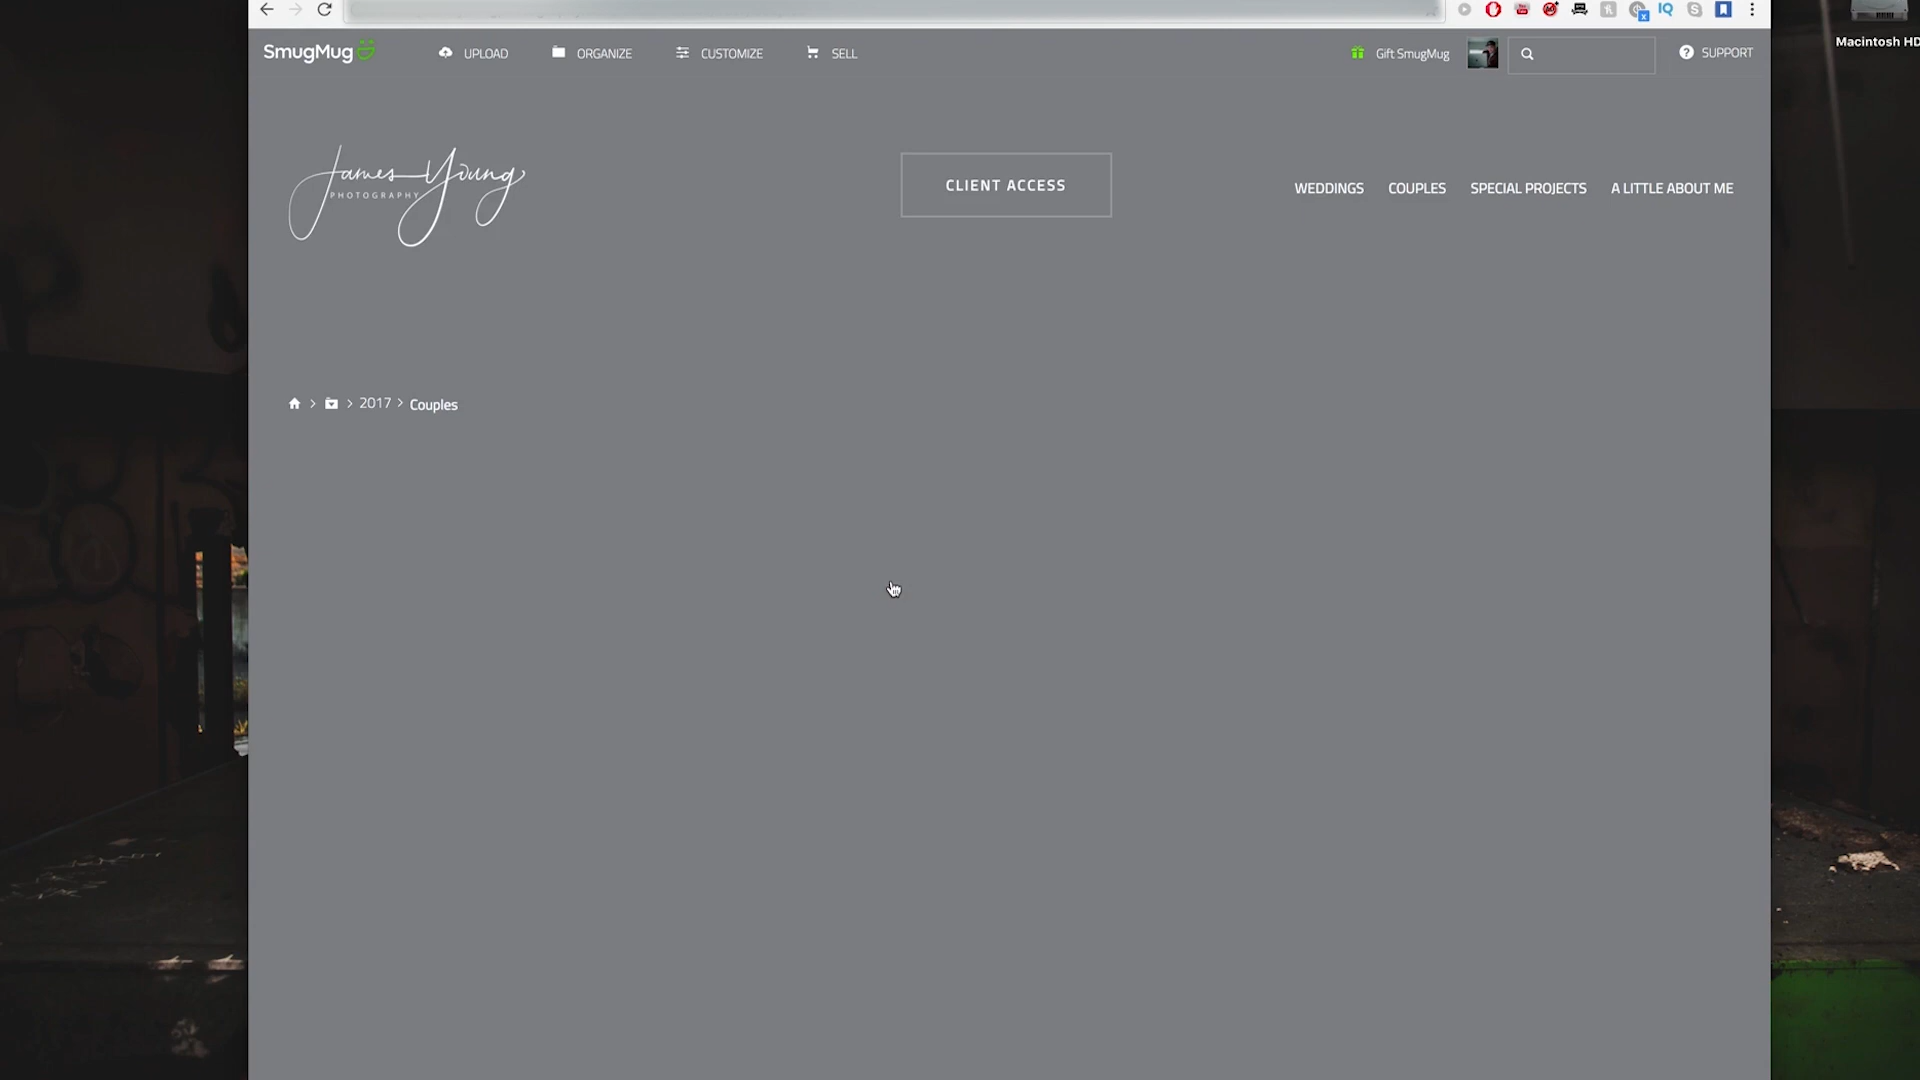 SmugMug UPLOAD ORGANIZE CUSTOMIZE SELL Gift SmugMug SUPPORT
Macintosh HD
James Young
PHOTOGRAPHY
CLIENT ACCESS
WEDDINGS COUPLES SPECIAL PROJECTS A LITTLE ABOUT ME
> > 2017 > Couples